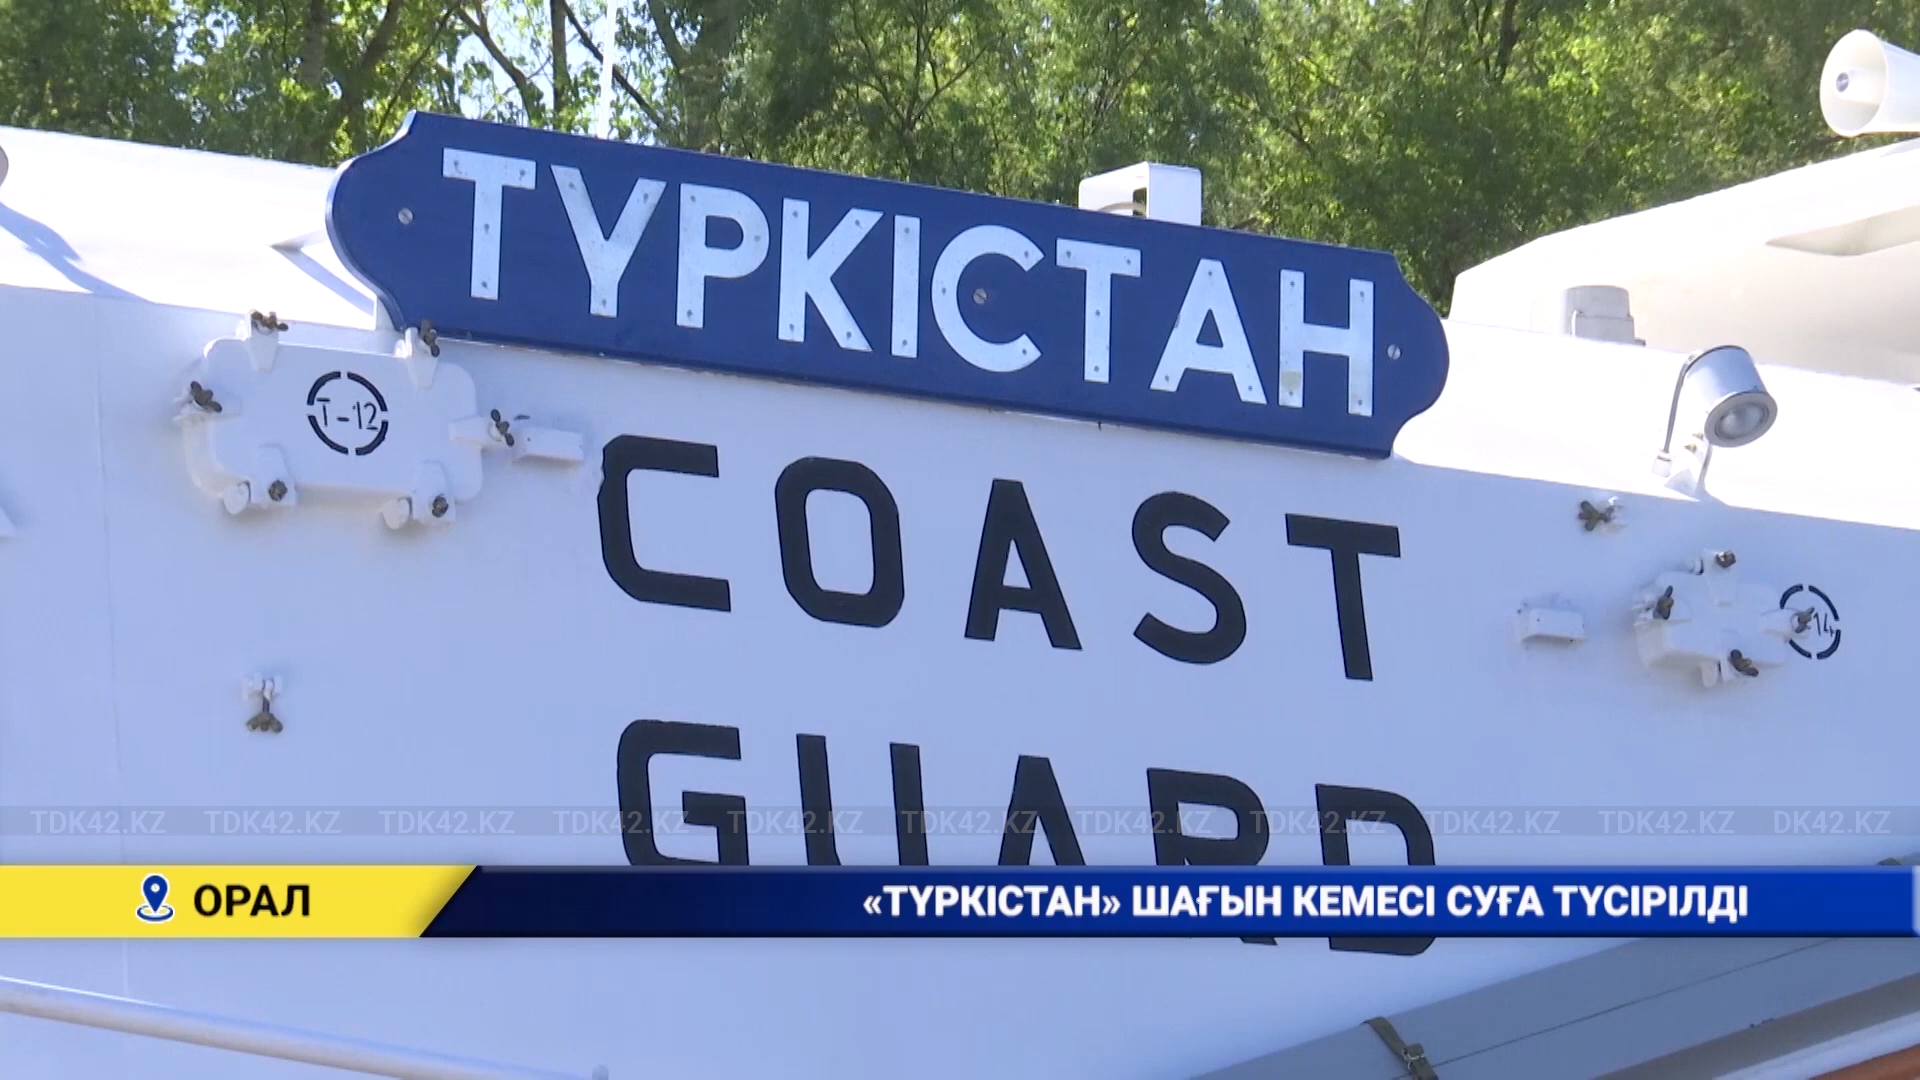 ТҮРКІСТАН
T-12
COAST
14
GUARD
TDK42.KZ TDK42.KZ TDK42.KZ TDK42.KZ TDK42.KZ TDK42.KZ TDK42.KZ TDK42.KZ TDK42.KZ TDK42.KZ DK42.KZ
ОРАЛ
«ТҮРКІСТАН» ШАҒЫН КЕМЕСІ СУҒА ТҮСІРІЛДІ